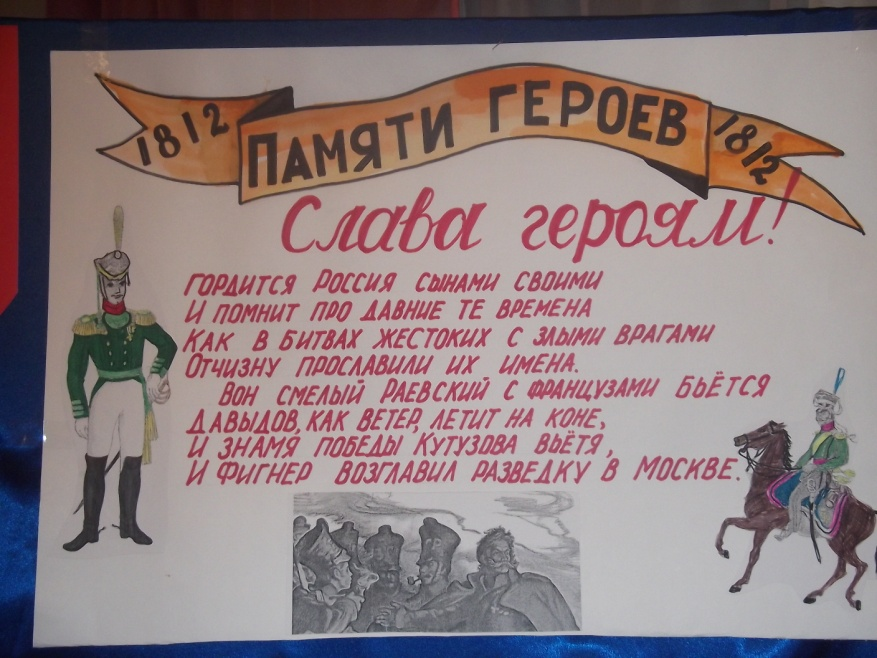 1812 ПАМЯТИ ГЕРОЕВ 1812
Слава героям!
ГОРДИТСЯ РОССИЯ СЫНАМИ СВОИМИ
И ПОМНИТ ПРО ДАВНИЕ ТЕ ВРЕМЕНА
КАК В БИТВАХ ЖЕСТОКИХ С ЗЛЫМИ ВРАГАМИ
ОТЧИЗНУ ПРОСЛАВИЛИ ИХ ИМЕНА.
ВОН СМЕЛЫЙ РАЕВСКИЙ С ФРАНЦУЗАМИ БЬЁТСЯ
ДАВЫДОВ, КАК ВЕТЕР, ЛЕТИТ НА КОНЕ,
И ЗНАМЯ ПОБЕДЫ КУТУЗОВА ВЬЁТЯ,
И ФИГНЕР ВОЗГЛАВИЛ РАЗВЕДКУ В МОСКВЕ.